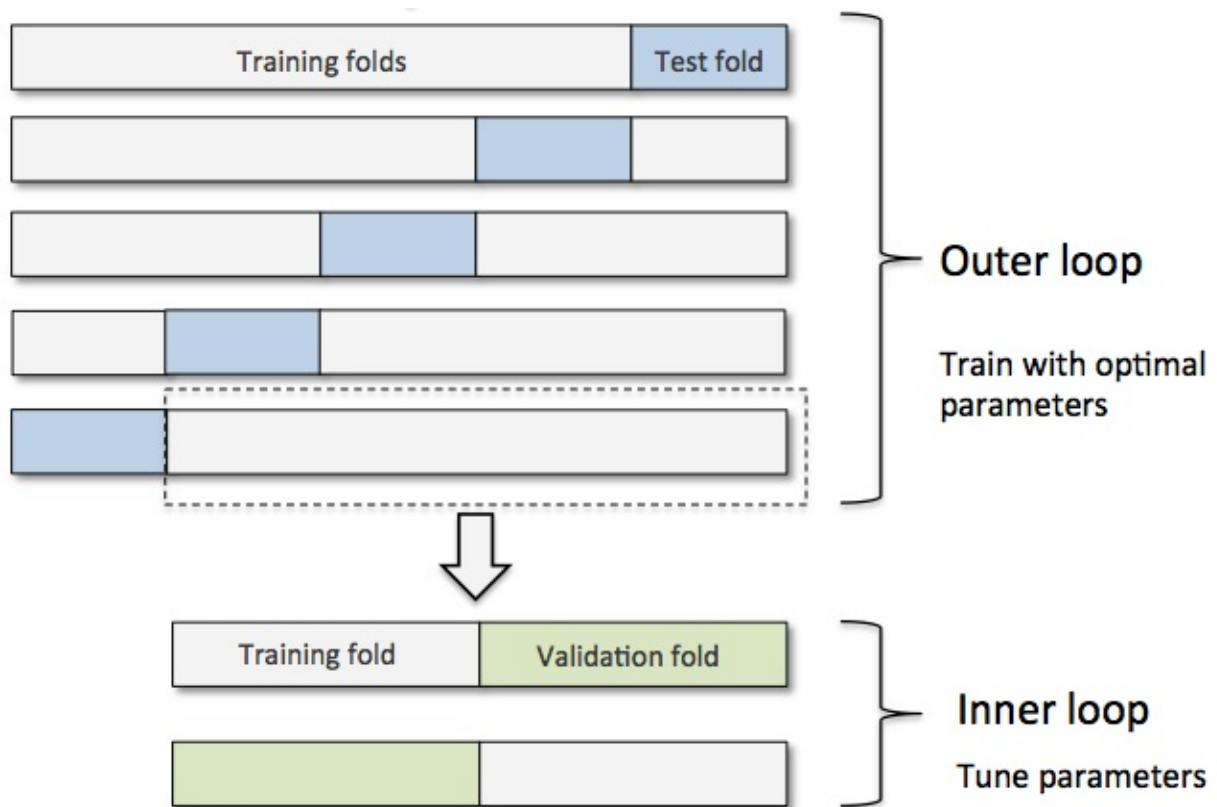 Training folds
Test fold
Outer loop
Train with optimal
parameters
Training fold
Validation fold
Inner loop
Tune parameters